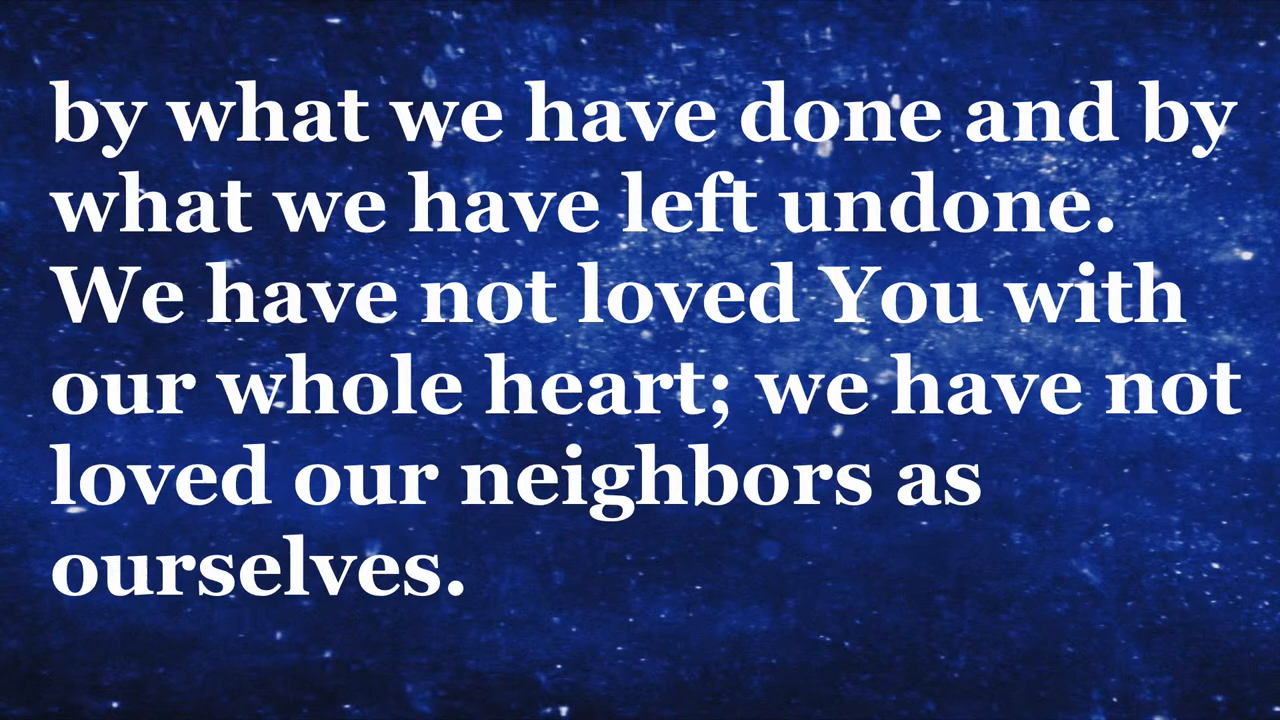 by what we have done and by
what we have left undone.
We have not loved You with
our whole heart; we have not
loved our neighbors as
ourselves.